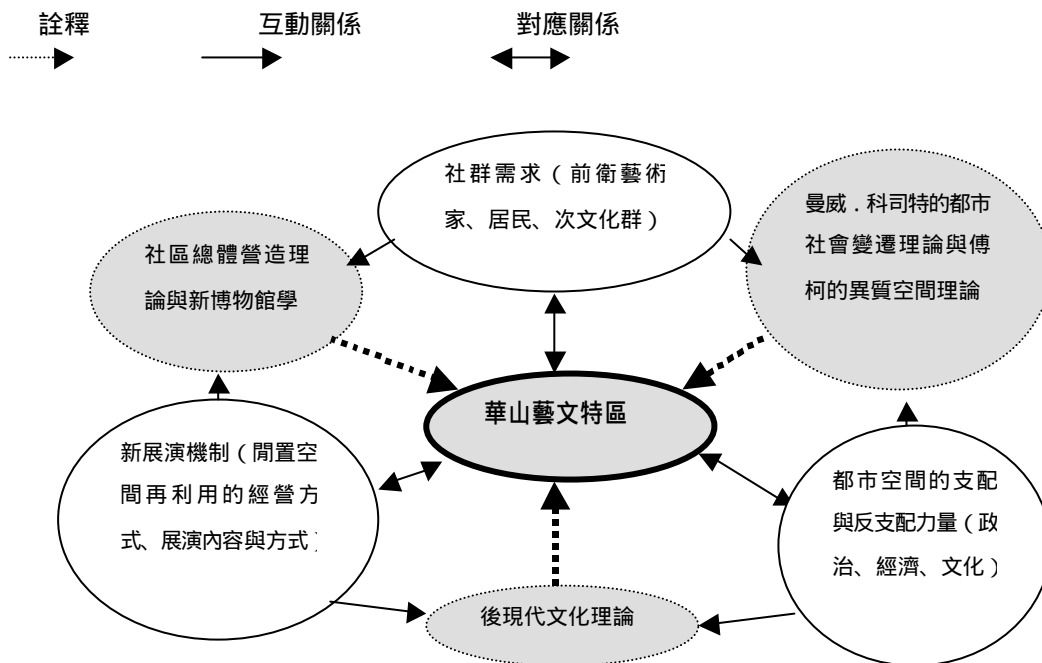 詮釋
互動關係
對應關係
社群需求（前衛藝術
家、居民、次文化群）
社區總體營造理
論與新博物館學
曼威．科司特的都市
社會變遷理論與傅
柯的異質空間理論
華山藝文特區
新展演機制（閒置空
間再利用的經營方
式、展演內容與方式）
都市空間的支配
與反支配力量（政
治、經濟、文化）
後現代文化理論